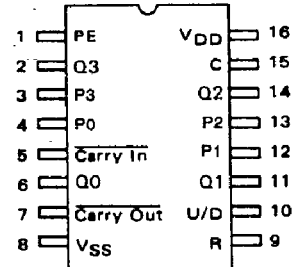 1 PE VDD 16
2 Q3 C 15
3 P3 Q2 14
4 P0 P2 13
5 Carry In P1 12
6 Q0 Q1 11
7 Carry Out U/D 10
8 VSS R 9